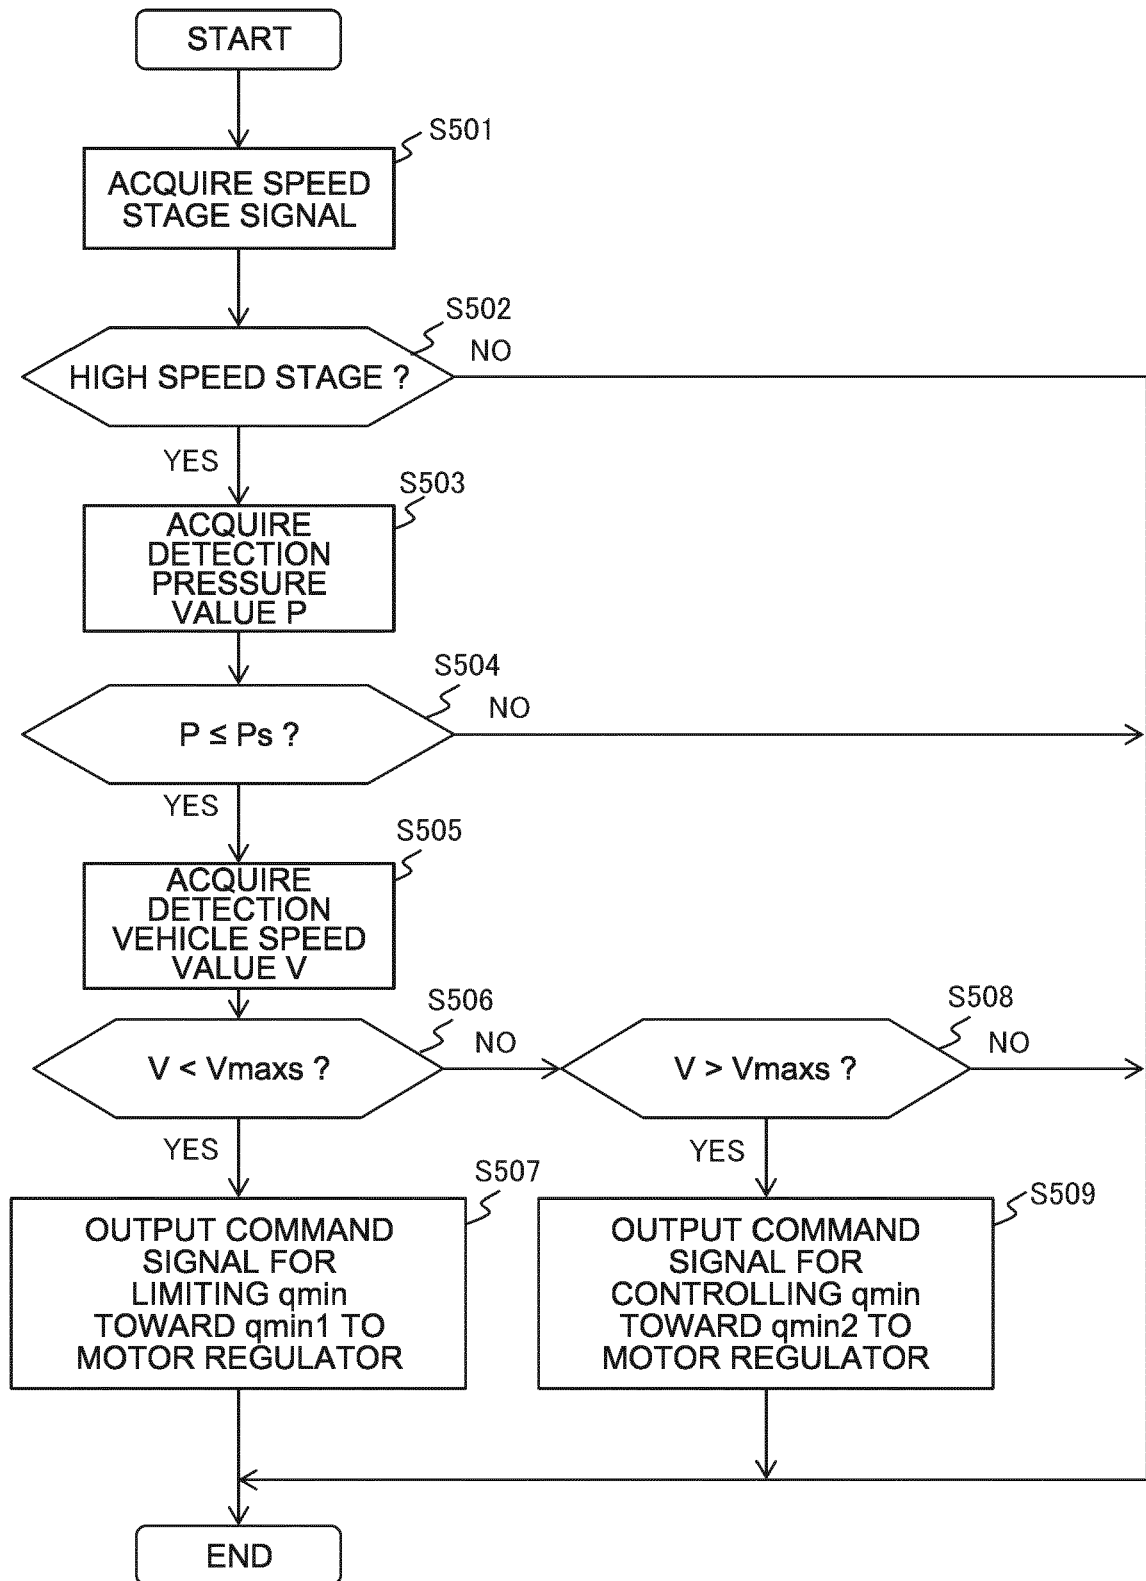 START
S501
ACQUIRE SPEED
STAGE SIGNAL
S502
HIGH SPEED STAGE ?
NO
YES
S503
ACQUIRE
DETECTION
PRESSURE
VALUE P
S504
P ≤ Ps ?
NO
YES
S505
ACQUIRE
DETECTION
VEHICLE SPEED
VALUE V
S506
V < Vmaxs ?
NO
S508
V > Vmaxs ?
NO
YES
YES
S507
OUTPUT COMMAND
SIGNAL FOR
LIMITING qmin
TOWARD qmin1 TO
MOTOR REGULATOR
S509
OUTPUT COMMAND
SIGNAL FOR
CONTROLLING qmin
TOWARD qmin2 TO
MOTOR REGULATOR
END